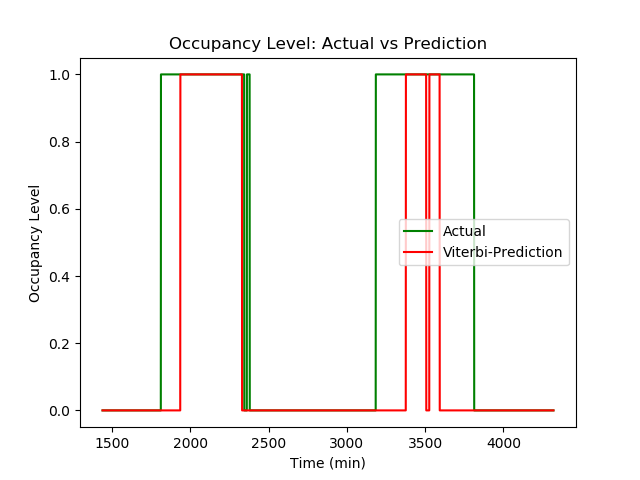 Occupancy Level: Actual vs Prediction
1.0
0.8
0.6
0.4
0.2
0.0
Occupancy Level
Actual
Viterbi-Prediction
1500 2000 2500 3000 3500 4000
Time (min)